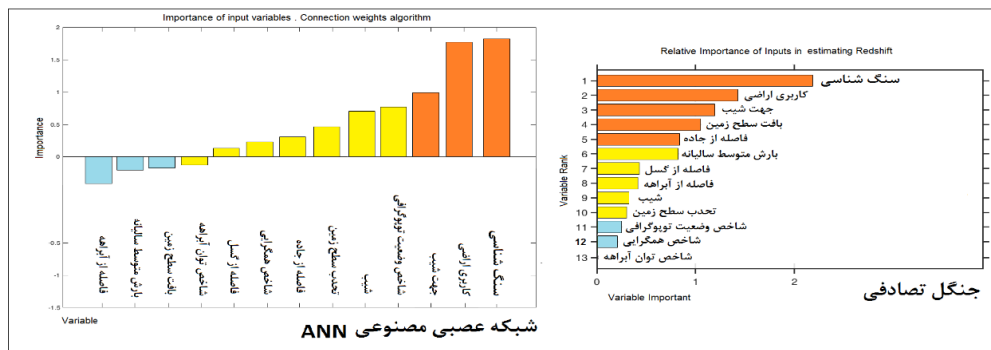 Importance of input variables . Connection weights algorithm
Importance
2
1.5
1
0.5
0
-0.5
-1
-1.5
فاصله از آبراهه
بارش متوسط سالیانه
بافت سطح زمین
شاخص توان آبراهه
فاصله از گسل
شاخص همگرایی
فاصله از جاده
تحدب سطح زمین
شیب
شاخص وضعیت توپوگرافی
جهت شیب
کاربری اراضی
سنگ شناسی
Variable
شبکه عصبی مصنوعی ANN
Relative Importance of Inputs in estimating Redshift
Variable Rank
1 سنگ شناسی
2 کاربری اراضی
3 جهت شیب
4 بافت سطح زمین
5 فاصله از جاده
6 بارش متوسط سالیانه
7 فاصله از گسل
8 فاصله از آبراهه
9 شیب
10 تحدب سطح زمین
11 شاخص وضعیت توپوگرافی
12 شاخص همگرایی
13 شاخص توان آبراهه
0 1 2
Variable Important
جنگل تصادفی